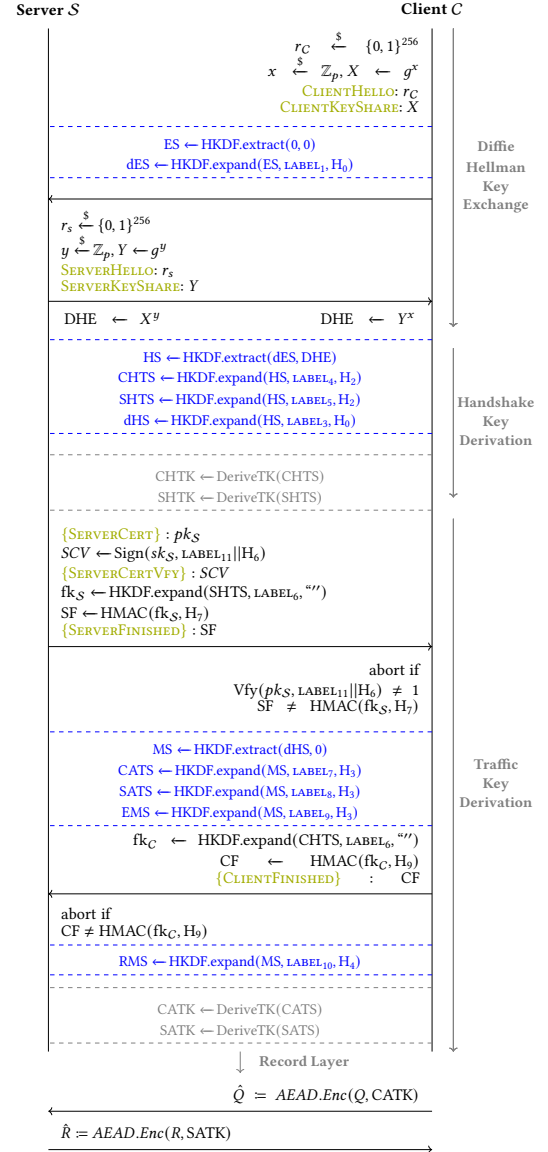 Server 𝒮
Client 𝒞
r_C ←$ {0, 1}^256
x ←$ ℤ_p, X ← g^x
ClientHello: r_C
ClientKeyShare: X
ES ← HKDF.extract(0, 0)
dES ← HKDF.expand(ES, label_1, H_0)
Diffie
Hellman
Key
Exchange
r_s ←$ {0, 1}^256
y ←$ ℤ_p, Y ← g^y
ServerHello: r_s
ServerKeyShare: Y
DHE ← X^y
DHE ← Y^x
HS ← HKDF.extract(dES, DHE)
CHTS ← HKDF.expand(HS, label_4, H_2)
SHTS ← HKDF.expand(HS, label_5, H_2)
dHS ← HKDF.expand(HS, label_3, H_0)
Handshake
Key
Derivation
CHTK ← DeriveTK(CHTS)
SHTK ← DeriveTK(SHTS)
{ServerCert} : pk_𝒮
SCV ← Sign(sk_𝒮, label_11||H_6)
{ServerCertVfy} : SCV
fk_𝒮 ← HKDF.expand(SHTS, label_6, “”)
SF ← HMAC(fk_𝒮, H_7)
{ServerFinished} : SF
abort if
Vfy(pk_𝒮, label_11||H_6) ≠ 1
SF ≠ HMAC(fk_𝒮, H_7)
MS ← HKDF.extract(dHS, 0)
CATS ← HKDF.expand(MS, label_7, H_3)
SATS ← HKDF.expand(MS, label_8, H_3)
EMS ← HKDF.expand(MS, label_9, H_3)
Traffic
Key
Derivation
fk_C ← HKDF.expand(CHTS, label_6, “”)
CF ← HMAC(fk_C, H_9)
{ClientFinished} : CF
abort if
CF ≠ HMAC(fk_C, H_9)
RMS ← HKDF.expand(MS, label_10, H_4)
CATK ← DeriveTK(CATS)
SATK ← DeriveTK(SATS)
Record Layer
Q̂ := AEAD.Enc(Q, CATK)
R̂ := AEAD.Enc(R, SATK)